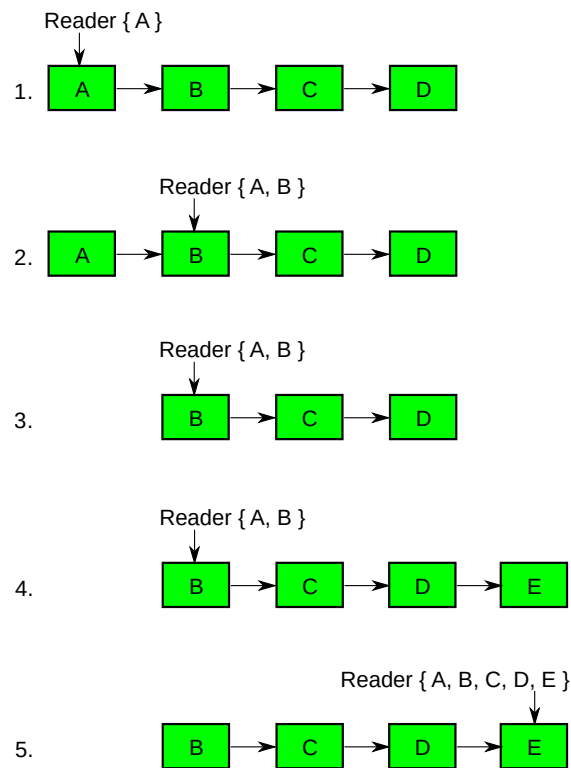 Reader { A }
1. A B C D
Reader { A, B }
2. A B C D
Reader { A, B }
3. B C D
Reader { A, B }
4. B C D E
Reader { A, B, C, D, E }
5. B C D E